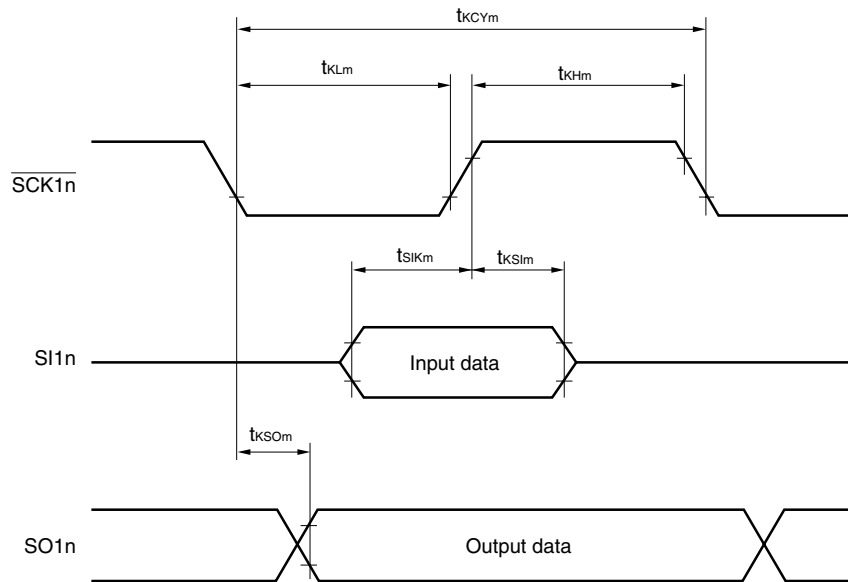 tKCYm
tKLm
tKHm
SCK1n
tSIKm
tKSIm
SI1n
Input data
tKSOm
SO1n
Output data